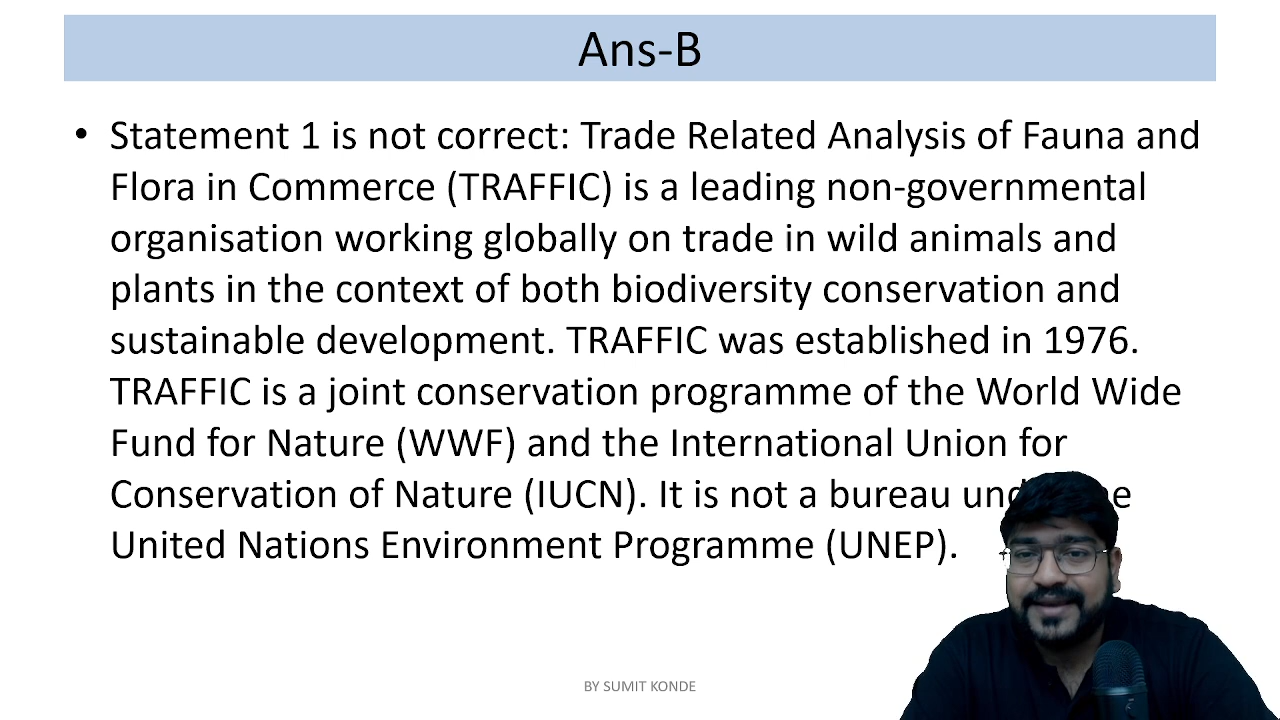 Ans-B
• Statement 1 is not correct: Trade Related Analysis of Fauna and
Flora in Commerce (TRAFFIC) is a leading non-governmental
organisation working globally on trade in wild animals and
plants in the context of both biodiversity conservation and
sustainable development. TRAFFIC was established in 1976.
TRAFFIC is a joint conservation programme of the World Wide
Fund for Nature (WWF) and the International Union for
Conservation of Nature (IUCN). It is not a bureau
United Nations Environment Programme (UNEP).
BY SUMIT KONDE